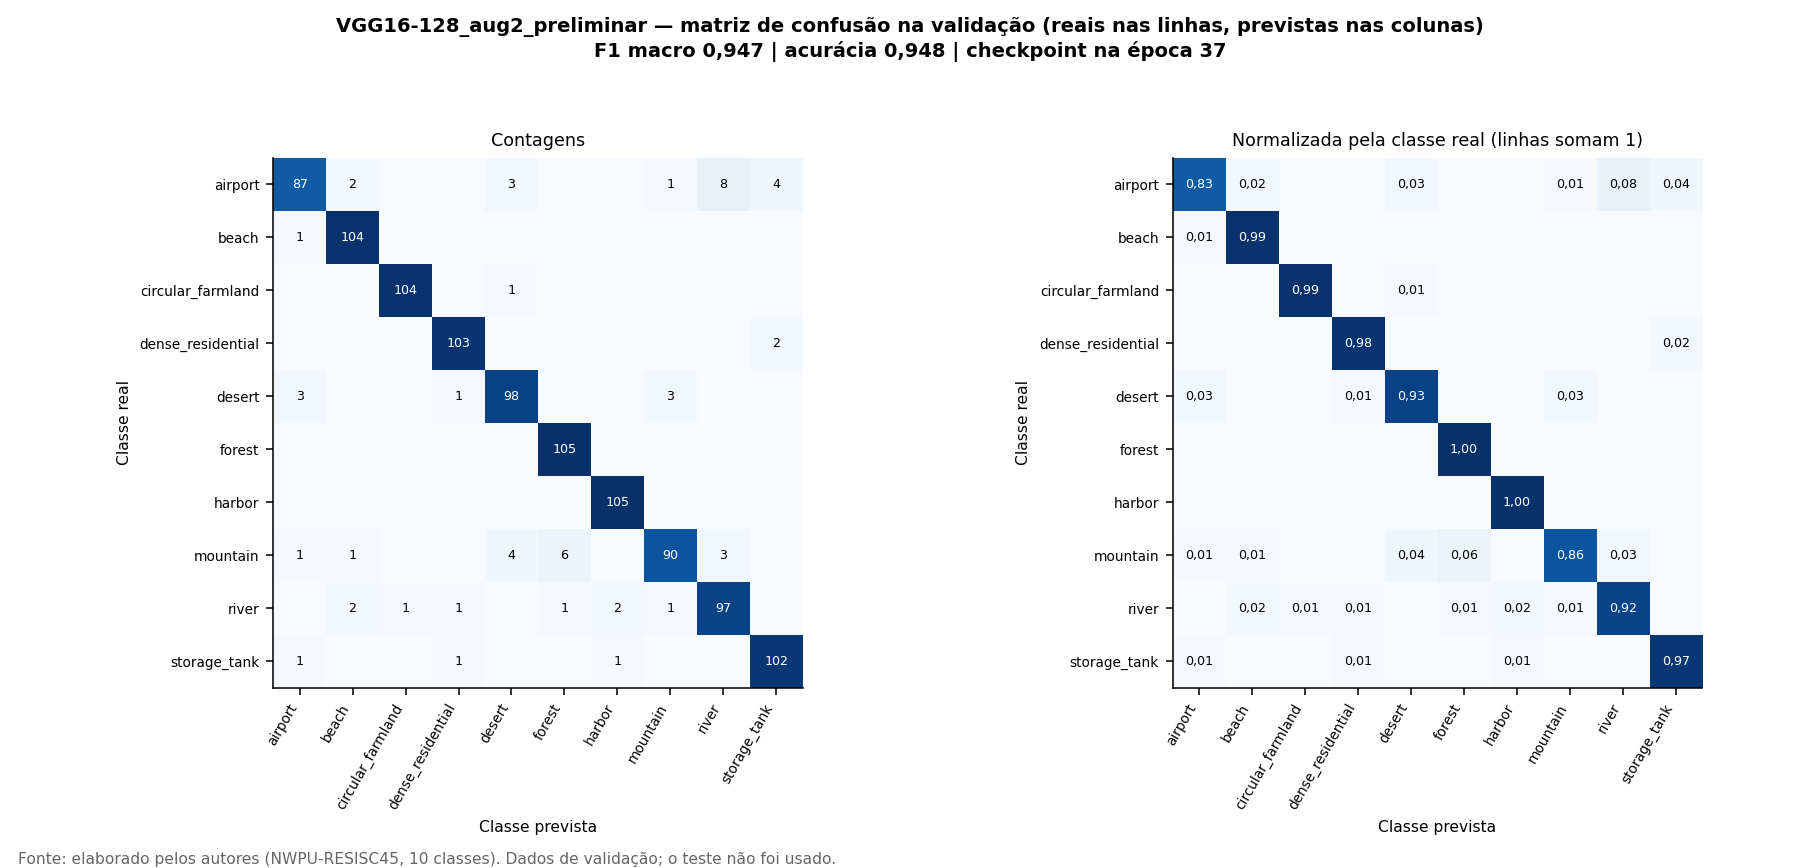 VGG16-128_aug2_preliminar — matriz de confusão na validação (reais nas linhas, previstas nas colunas)
F1 macro 0,947 | acurácia 0,948 | checkpoint na época 37
Contagens
Classe real
airport 87 2 3 1 8 4
beach 1 104
circular_farmland 104 1
dense_residential 103 2
desert 3 1 98 3
forest 105
harbor 105
mountain 1 1 4 6 90 3
river 2 1 1 1 2 1 97
storage_tank 1 1 1 102
airport beach circular_farmland dense_residential desert forest harbor mountain river storage_tank
Classe prevista
Normalizada pela classe real (linhas somam 1)
Classe real
airport 0,83 0,02 0,03 0,01 0,08 0,04
beach 0,01 0,99
circular_farmland 0,99 0,01
dense_residential 0,98 0,02
desert 0,03 0,01 0,93 0,03
forest 1,00
harbor 1,00
mountain 0,01 0,01 0,04 0,06 0,86 0,03
river 0,02 0,01 0,01 0,01 0,02 0,01 0,92
storage_tank 0,01 0,01 0,01 0,97
airport beach circular_farmland dense_residential desert forest harbor mountain river storage_tank
Classe prevista
Fonte: elaborado pelos autores (NWPU-RESISC45, 10 classes). Dados de validação; o teste não foi usado.